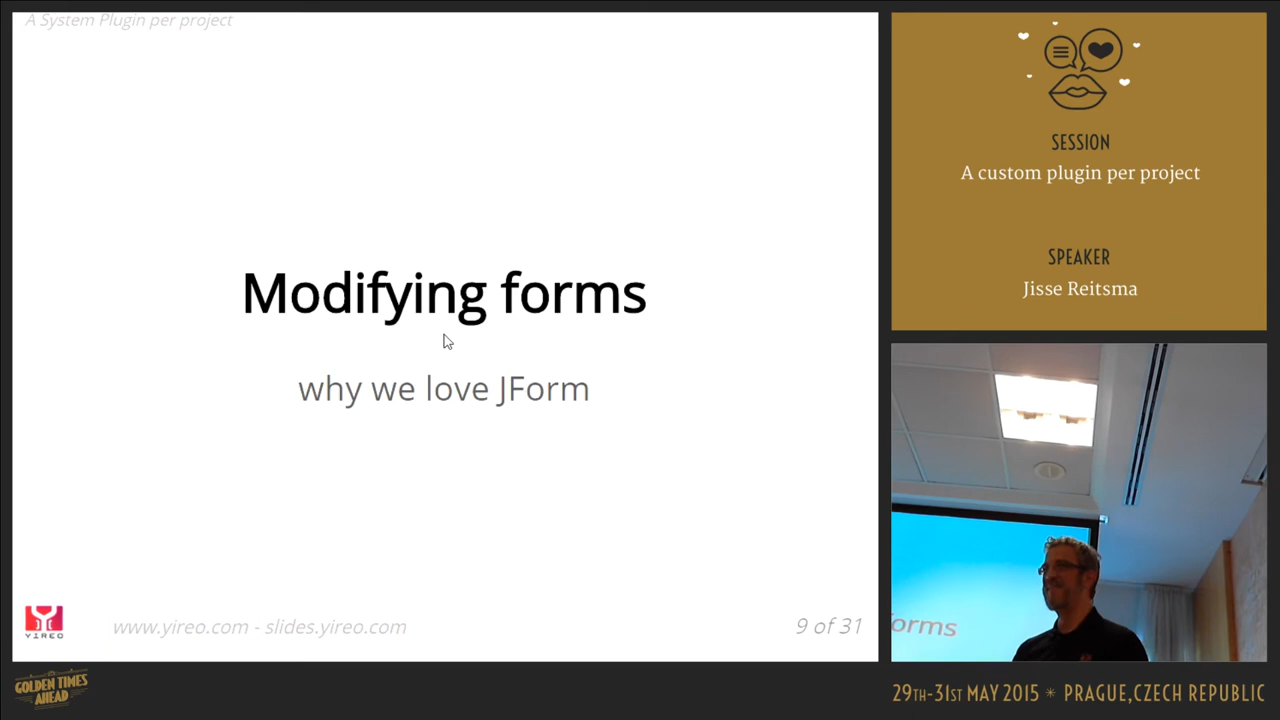 A System Plugin per project
Modifying forms
why we love JForm
YIREO
www.yireo.com - slides.yireo.com
9 of 31
SESSION
A custom plugin per project
SPEAKER
Jisse Reitsma
orms
GOLDEN TIMES
AHEAD
29TH-31ST MAY 2015 * PRAGUE,CZECH REPUBLIC